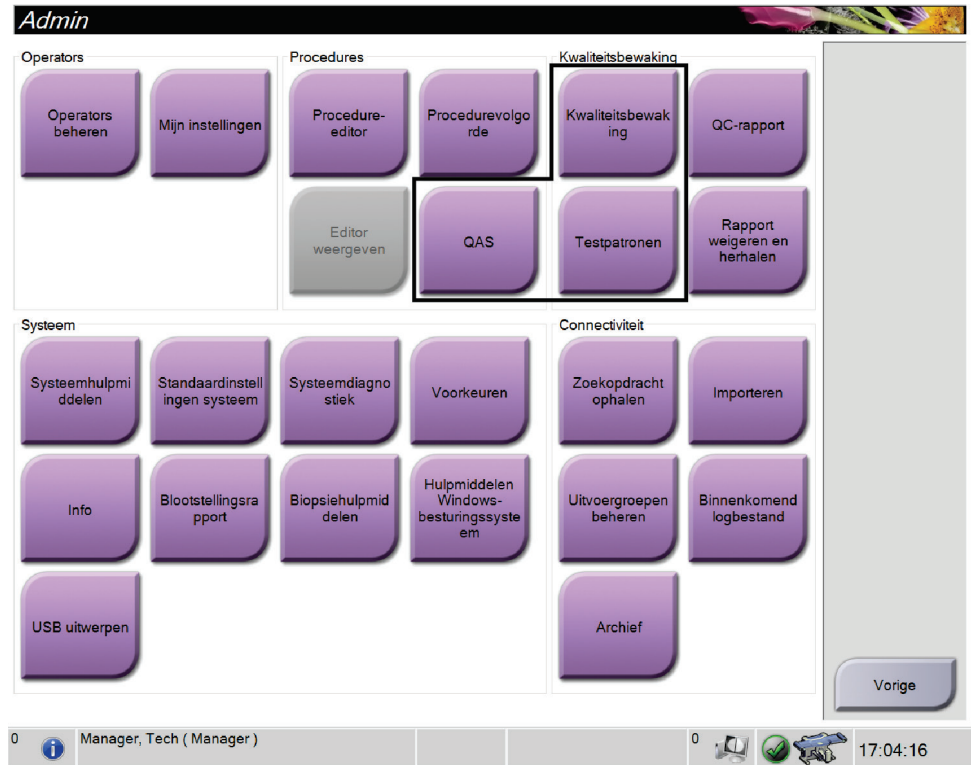 Admin
Operators
Operators
beheren
Mijn instellingen
Procedures
Procedure-
editor
Procedurevolgo
rde
Editor
weergeven
QAS
Kwaliteitsbewaking
Kwaliteitsbewak
ing
QC-rapport
Testpatronen
Rapport
weigeren en
herhalen
Systeem
Systeemhulpmi
ddelen
Standaardinstell
ingen systeem
Systeemdiagno
stiek
Voorkeuren
Info
Blootstellingsra
pport
Biopsiehulpmid
delen
Hulpmiddelen
Windows-
besturingssyste
em
USB uitwerpen
Connectiviteit
Zoekopdracht
ophalen
Importeren
Uitvoergroepen
beheren
Binnenkomend
logbestand
Archief
Vorige
0
Manager, Tech ( Manager )
0
17:04:16